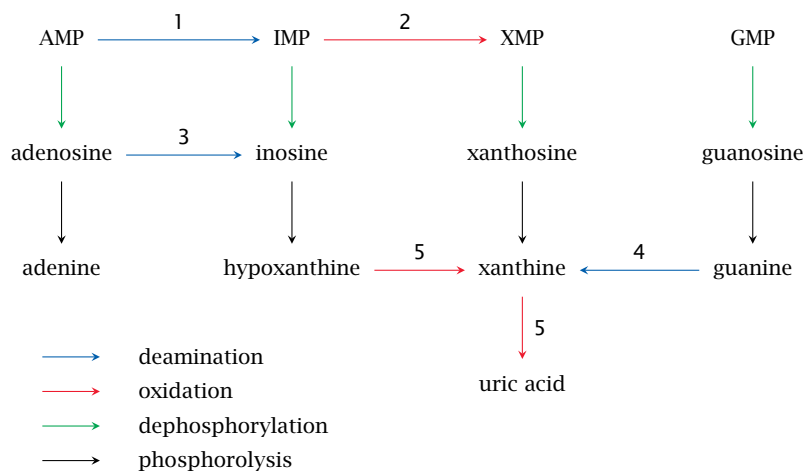 1 2
AMP IMP XMP GMP
3
adenosine inosine xanthosine guanosine
5 4
adenine hypoxanthine xanthine guanine
5
deamination
oxidation
uric acid
dephosphorylation
phosphorolysis